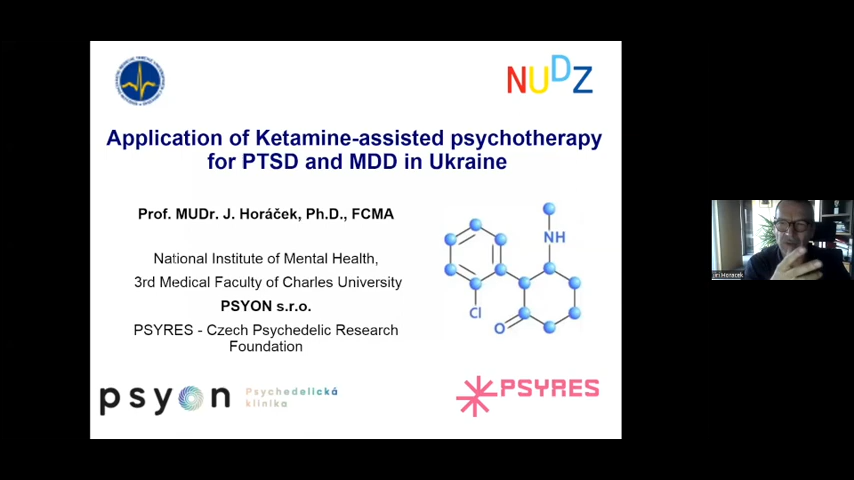 NUDZ
Application of Ketamine-assisted psychotherapy
for PTSD and MDD in Ukraine
Prof. MUDr. J. Horáček, Ph.D., FCMA
National Institute of Mental Health,
3rd Medical Faculty of Charles University
PSYON s.r.o.
PSYRES - Czech Psychedelic Research
Foundation
NH
Cl
O
psyon
Psychedelická
klinika
PSYRES
Jiri Horacek